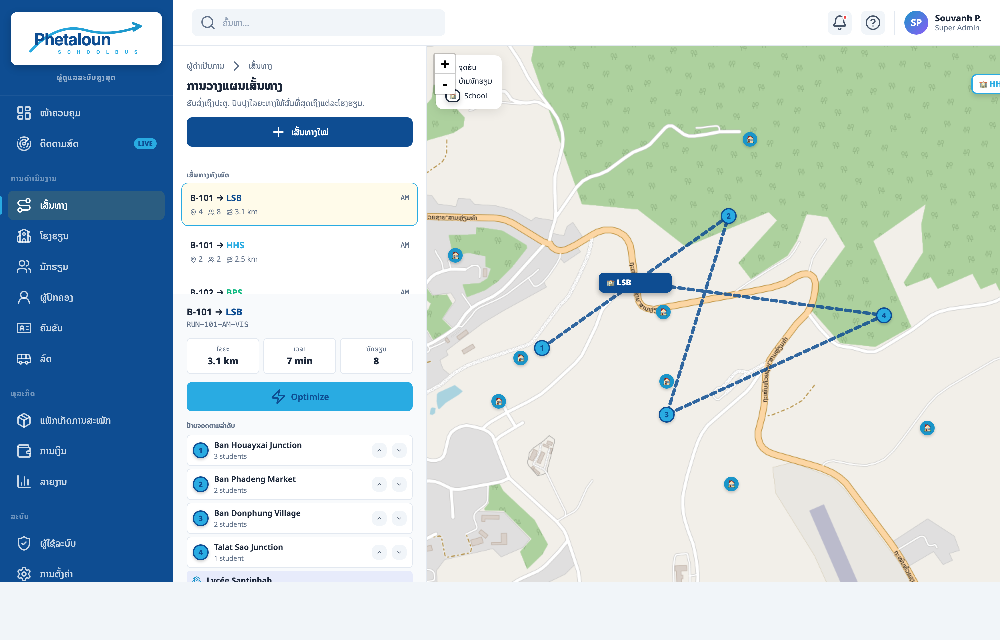 Phetaloun
SCHOOLBUS
ຜູ້ດູແລລະບົບສູງສຸດ
ໜ້າຄວບຄຸມ
ຕິດຕາມສົດ
LIVE
ການດຳເນີນງານ
ເສັ້ນທາງ
ໂຮງຮຽນ
ນັກຮຽນ
ຜູ້ປົກຄອງ
ຄົນຂັບ
ລົດ
ທຸລະກິດ
ແພັກເກັດການສະໝັກ
ການເງິນ
ລາຍງານ
ລະບົບ
ຜູ້ໃຊ້ລະບົບ
ການຕັ້ງຄ່າ
ຄົ້ນຫາ...
SP
Souvanh P.
Super Admin
ຜູ້ດຳເນີນການ
ເສັ້ນທາງ
ການວາງແຜນເສັ້ນທາງ
ຮັບສົ່ງເຖິງປະຕູ. ປັບປຸງໄລຍະທາງໃຫ້ສັ້ນທີ່ສຸດເຖິງແຕ່ລະໂຮງຮຽນ.
ເສັ້ນທາງໃໝ່
ເສັ້ນທາງທັງໝົດ
B-101 → LSB
AM
4 8 3.1 km
B-101 → HHS
AM
2 2 2.5 km
B-102 → BPS
AM
B-101 → LSB
RUN-101-AM-VIS
ໄລຍະ
3.1 km
ເວລາ
7 min
ນັກຮຽນ
8
Optimize
ປ້າຍຈອດຕາມລຳດັບ
1
Ban Houayxai Junction
3 students
2
Ban Phadeng Market
2 students
3
Ban Donphung Village
2 students
4
Talat Sao Junction
1 student
Lycée Santiphab
+
-
ຈຸດຮັບ
ບ້ານນັກຮຽນ
School
HH
2
LSB
4
1
3